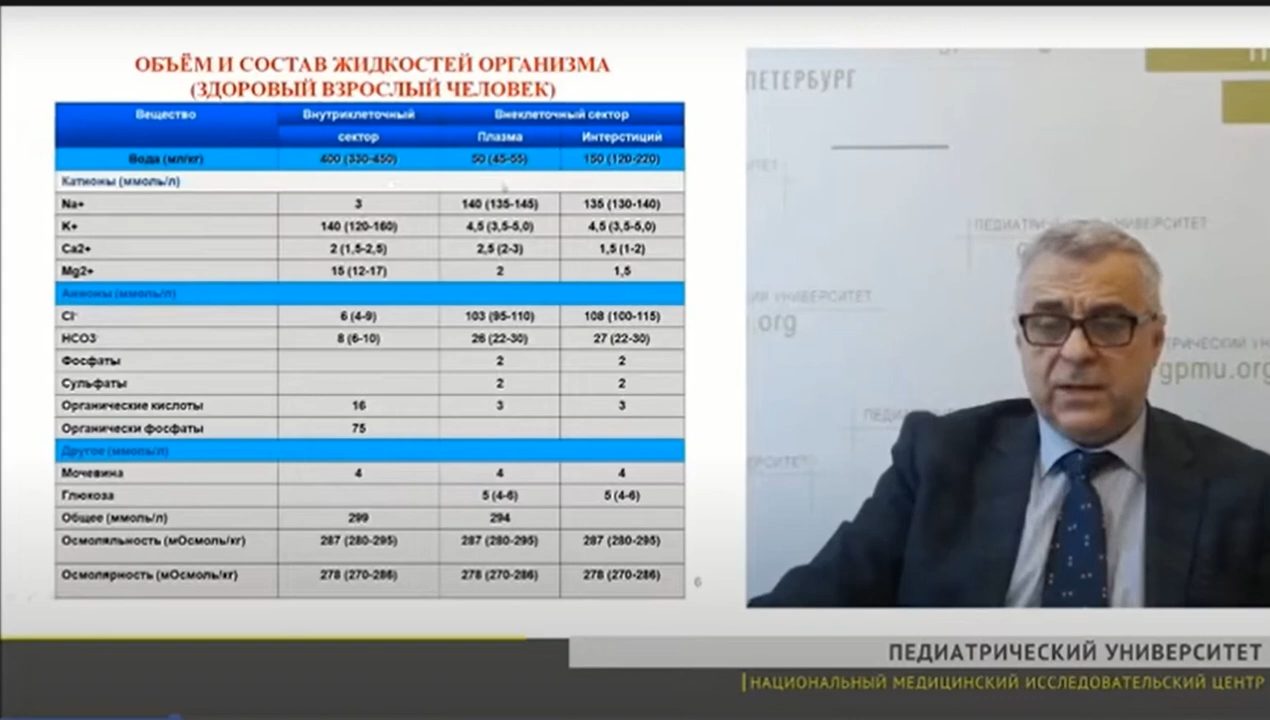 ОБЪЁМ И СОСТАВ ЖИДКОСТЕЙ ОРГАНИЗМА
(ЗДОРОВЫЙ ВЗРОСЛЫЙ ЧЕЛОВЕК)
Вещество Внутриклеточный Внеклеточный сектор
сектор Плазма Интерстиций
Вода (мл/кг) 400 (330-450) 50 (45-55) 150 (120-220)
Катионы (ммоль/л)
Na+ 3 140 (135-145) 135 (130-140)
K+ 140 (120-160) 4,5 (3,5-5,0) 4,5 (3,5-5,0)
Ca2+ 2 (1,5-2,5) 2,5 (2-3) 1,5 (1-2)
Mg2+ 15 (12-17) 2 1,5
Анионы (ммоль/л)
Cl- 6 (4-9) 103 (95-110) 108 (100-115)
HCO3- 8 (6-10) 26 (22-30) 27 (22-30)
Фосфаты 2 2
Сульфаты 2 2
Органические кислоты 16 3 3
Органически фосфаты 75
Другое (ммоль/л)
Мочевина 4 4 4
Глюкоза 5 (4-6) 5 (4-6)
Общее (ммоль/л) 299 294
Осмоляльность (мОсмоль/кг) 287 (280-295) 287 (280-295) 287 (280-295)
Осмолярность (мОсмоль/кг) 278 (270-286) 278 (270-286) 278 (270-286)
6
ПЕТЕРБУРГ
ПЕДИАТРИЧЕСКИЙ УНИВЕРСИТЕТ
УНИВЕРСИТЕТ
.org
gpmu.org
ПЕДИАТРИЧЕСКИЙ УНИВЕРСИТЕТ
НАЦИОНАЛЬНЫЙ МЕДИЦИНСКИЙ ИССЛЕДОВАТЕЛЬСКИЙ ЦЕНТР